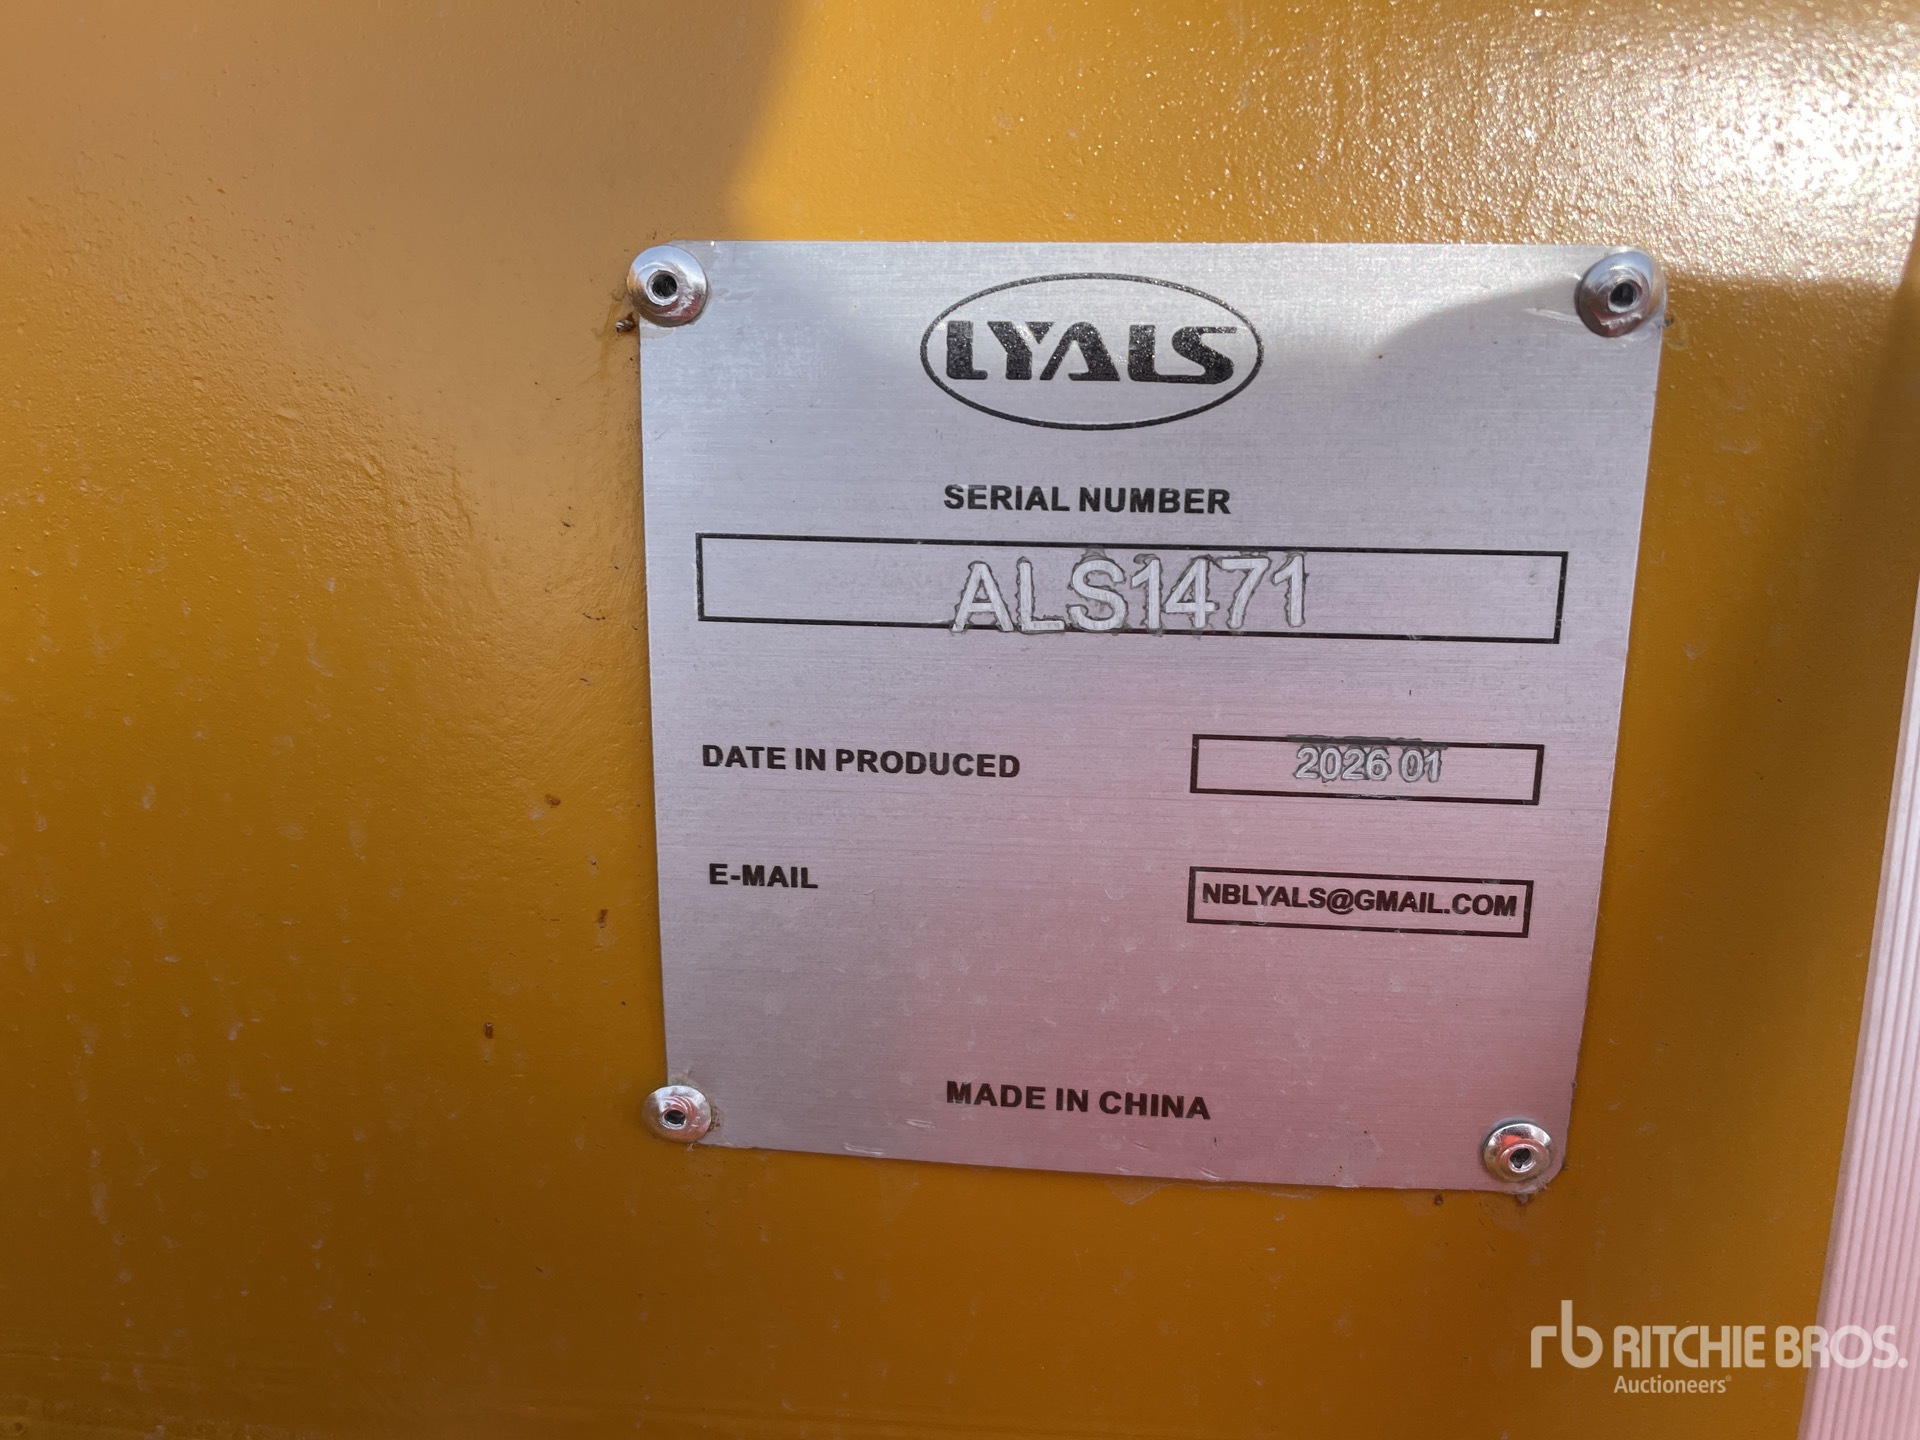 LYALS
SERIAL NUMBER
ALS1471
DATE IN PRODUCED 2026 01
E-MAIL NBLYALS@GMAIL.COM
MADE IN CHINA
rb RITCHIE BROS.
Auctioneers®